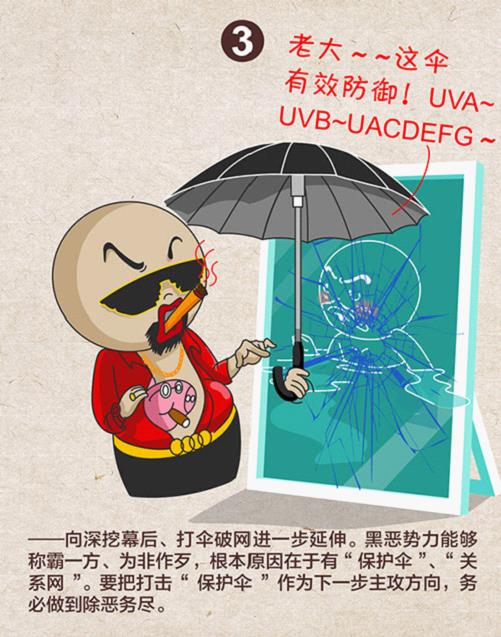 3
老大~~这伞
有效防御！UVA~
UVB~UACDEFG~
——向深挖幕后、打伞破网进一步延伸。黑恶势力能够
称霸一方、为非作歹，根本原因在于有“保护伞”、“关
系网”。要把打击“保护伞”作为下一步主攻方向，务
必做到除恶务尽。